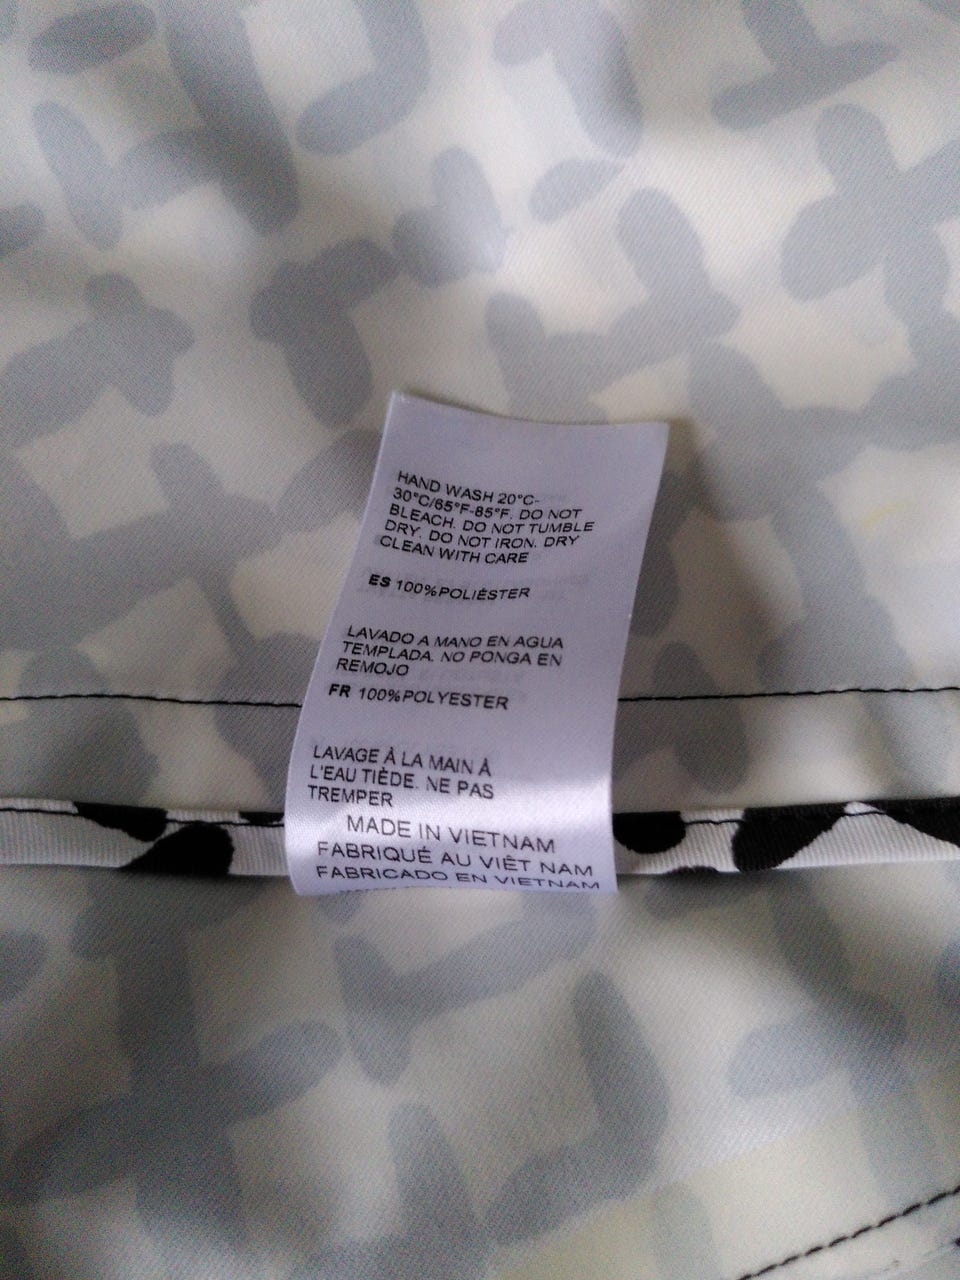 HAND WASH 20°C-
30°C/65°F-85°F. DO NOT
BLEACH. DO NOT TUMBLE
DRY. DO NOT IRON. DRY
CLEAN WITH CARE
ES 100%POLIÉSTER
LAVADO A MANO EN AGUA
TEMPLADA. NO PONGA EN
REMOJO
FR 100%POLYESTER
LAVAGE À LA MAIN À
L'EAU TIÈDE. NE PAS
TREMPER
MADE IN VIETNAM
FABRIQUÉ AU VIÊT NAM
FABRICADO EN VIETNAM